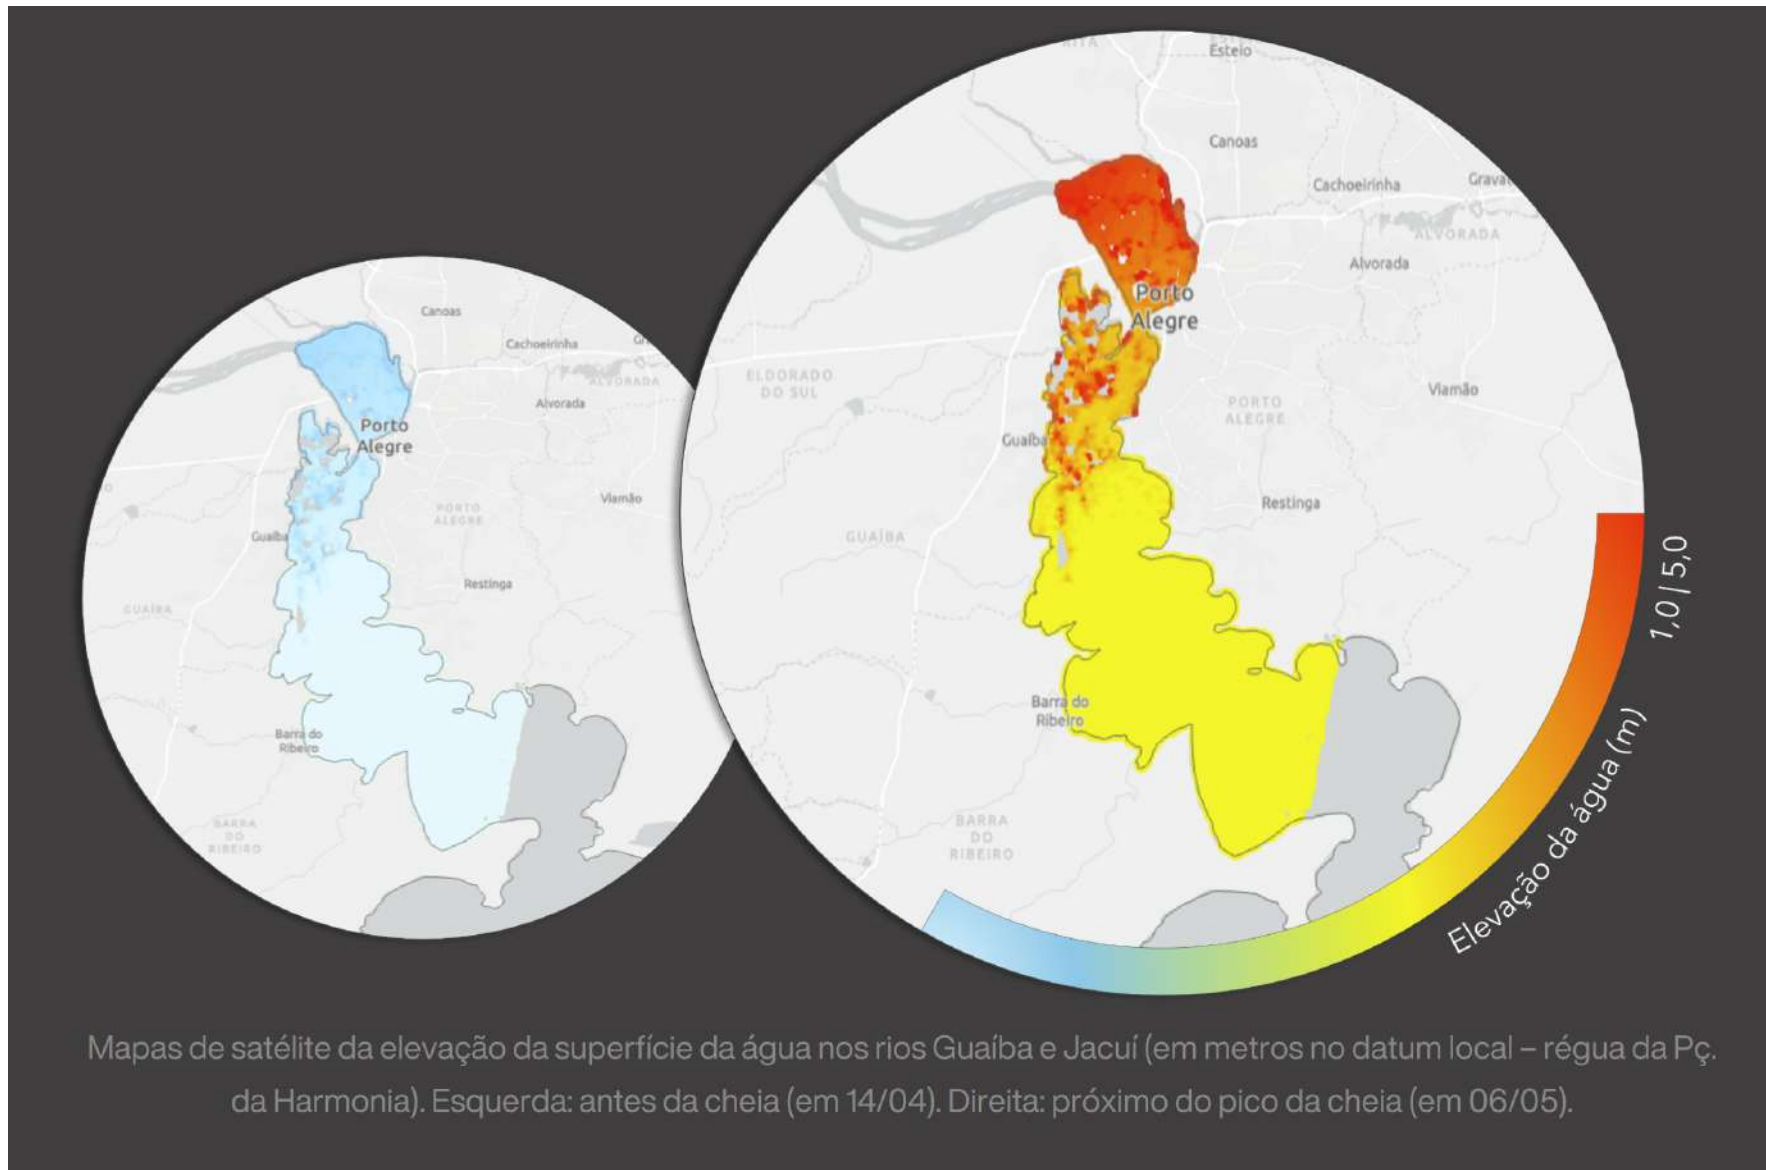 Canoas
Cachoeirinha
Gr
ALVORADA
Alvorada
Porto
Alegre
Viamão
PORTO
ALEGRE
Guaíba
Restinga
GUAÍBA
Barra do
Ribeiro
BARRA
DO
RIBEIRO
RITA
Esteio
Canoas
Cachoeirinha
Gravat
ALVORADA
Alvorada
Porto
Alegre
ELDORADO
DO SUL
Viamão
PORTO
ALEGRE
Guaíba
Restinga
GUAÍBA
Barra do
Ribeiro
BARRA
DO
RIBEIRO
1,0 | 5,0
Elevação da água (m)
Mapas de satélite da elevação da superfície da água nos rios Guaíba e Jacuí (em metros no datum local – régua da Pç.
da Harmonia). Esquerda: antes da cheia (em 14/04). Direita: próximo do pico da cheia (em 06/05).